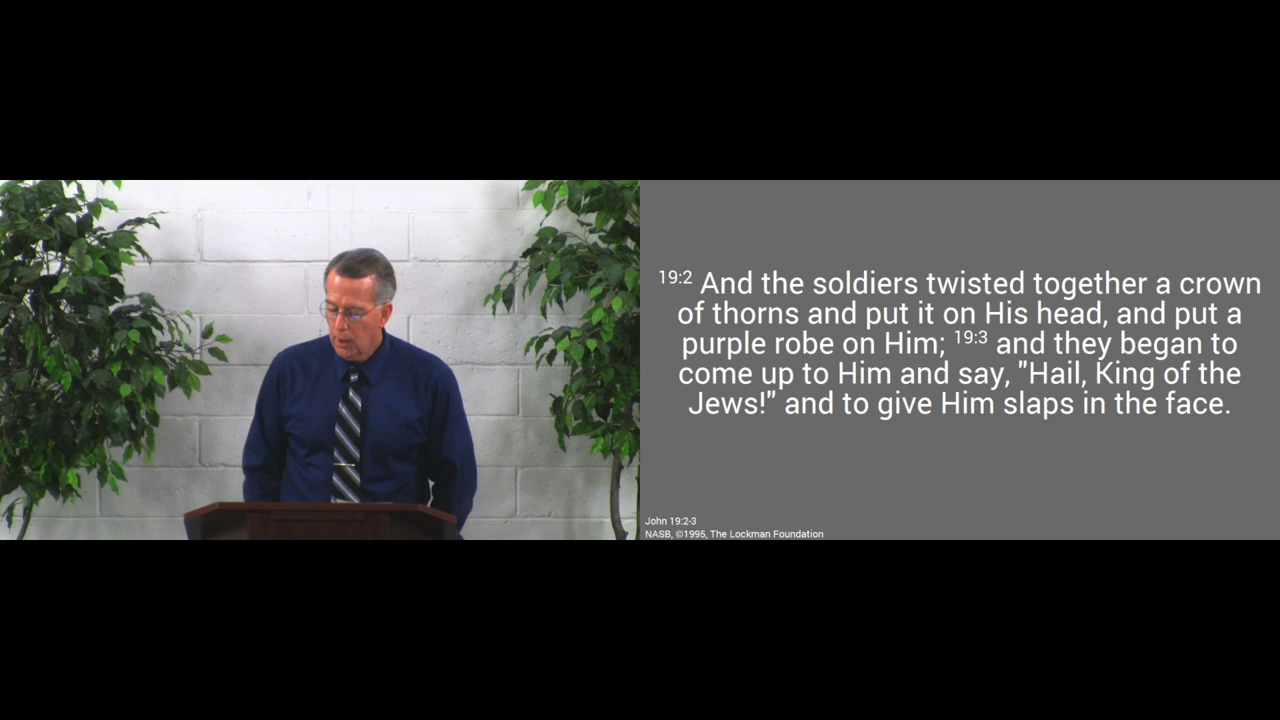 19:2 And the soldiers twisted together a crown
of thorns and put it on His head, and put a
purple robe on Him; 19:3 and they began to
come up to Him and say, "Hail, King of the
Jews!" and to give Him slaps in the face.
John 19:2-3
NASB, ©1995, The Lockman Foundation